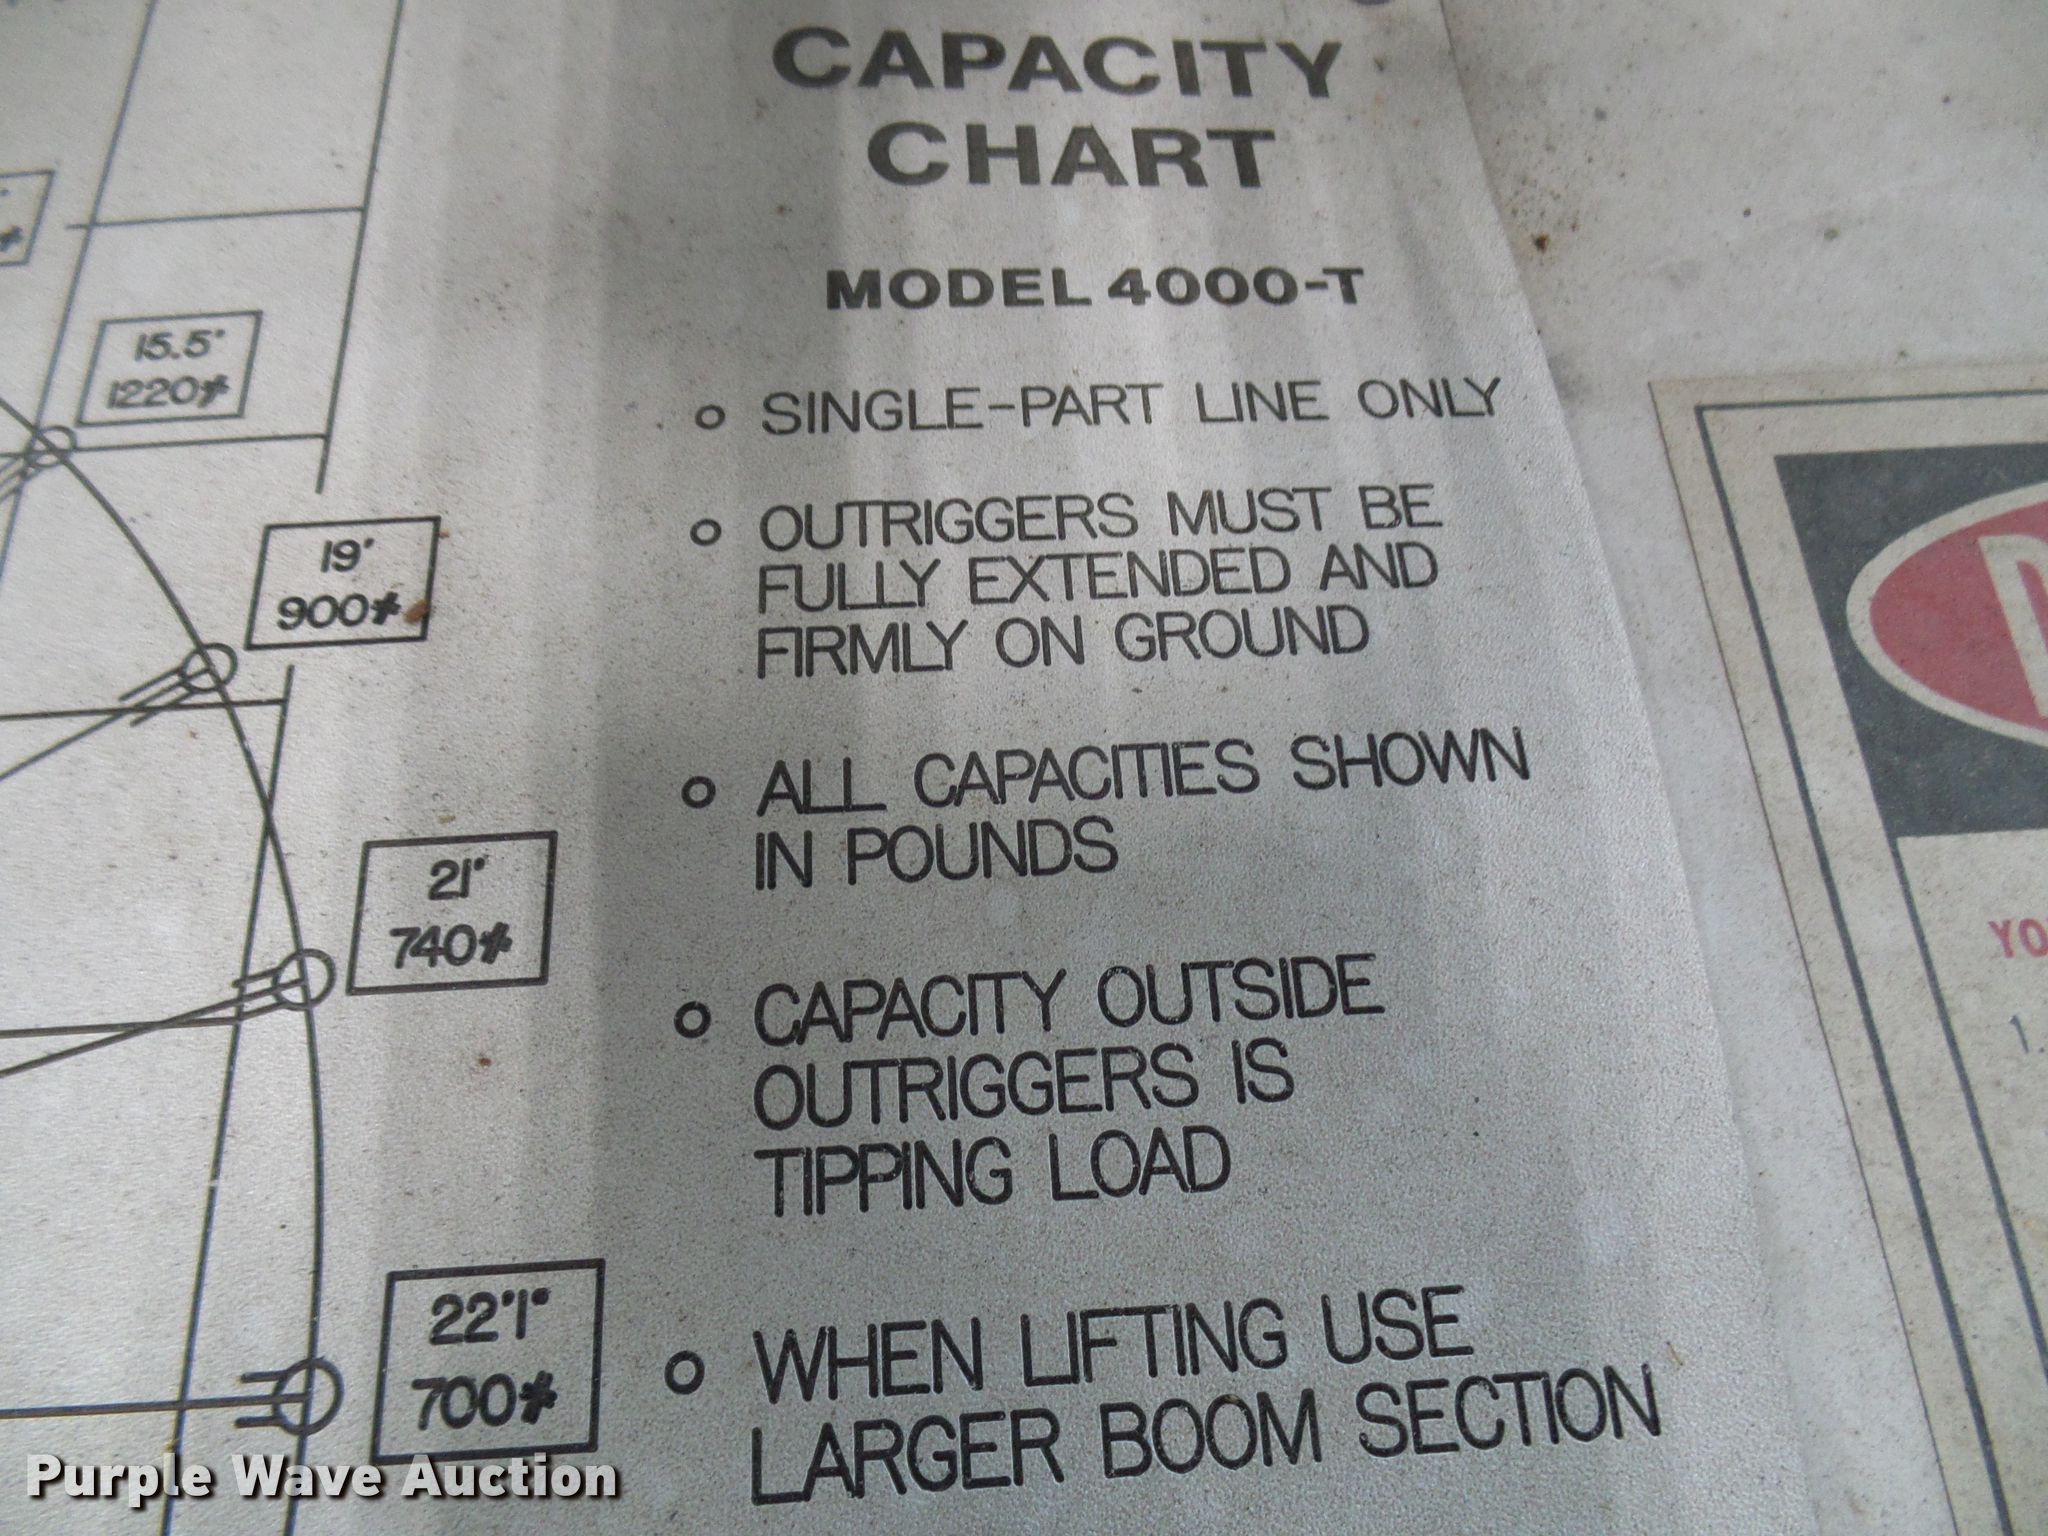 CAPACITY
CHART
MODEL 4000-T
o SINGLE-PART LINE ONLY
o OUTRIGGERS MUST BE
FULLY EXTENDED AND
FIRMLY ON GROUND
o ALL CAPACITIES SHOWN
IN POUNDS
o CAPACITY OUTSIDE
OUTRIGGERS IS
TIPPING LOAD
o WHEN LIFTING USE
LARGER BOOM SECTION
15.5'
1220#
19'
900#
21'
740#
22'1"
700#
YO
1.
Purple Wave Auction